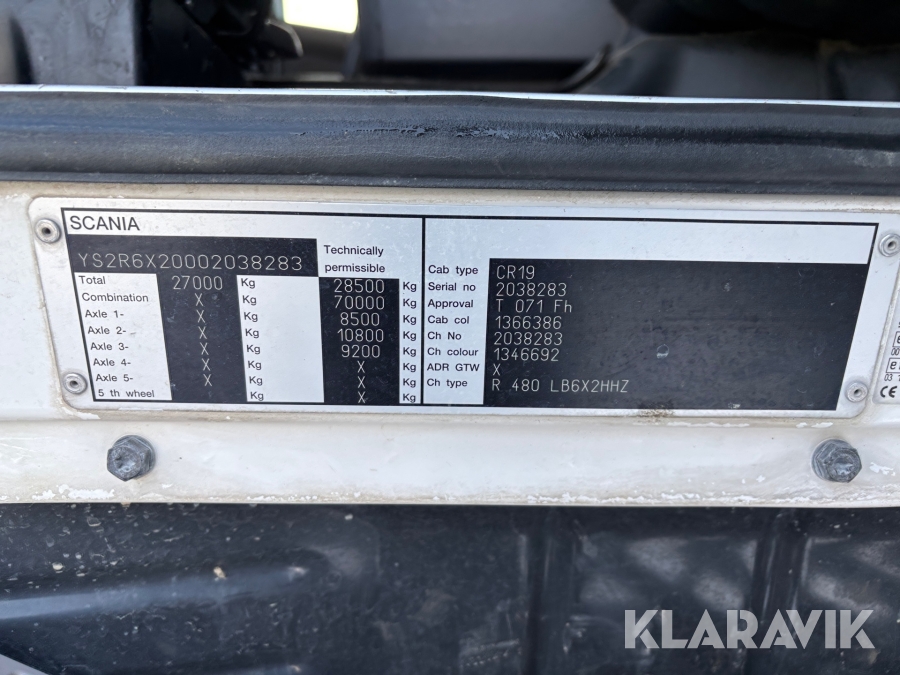 SCANIA
YS2R6X20002038283
Technically
permissible
Total 27000 Kg 28500 Kg
Combination X Kg 70000 Kg
Axle 1- X Kg 8500 Kg
Axle 2- X Kg 10800 Kg
Axle 3- X Kg 9200 Kg
Axle 4- X Kg X Kg
Axle 5- X Kg X Kg
5 th wheel Kg X Kg
Cab type CR19
Serial no 2038283
Approval T 071 Fh
Cab col 1366386
Ch No 2038283
Ch colour 1346692
ADR GTW X
Ch type R 480 LB6X2HHZ
03
CE
KLARAVIK